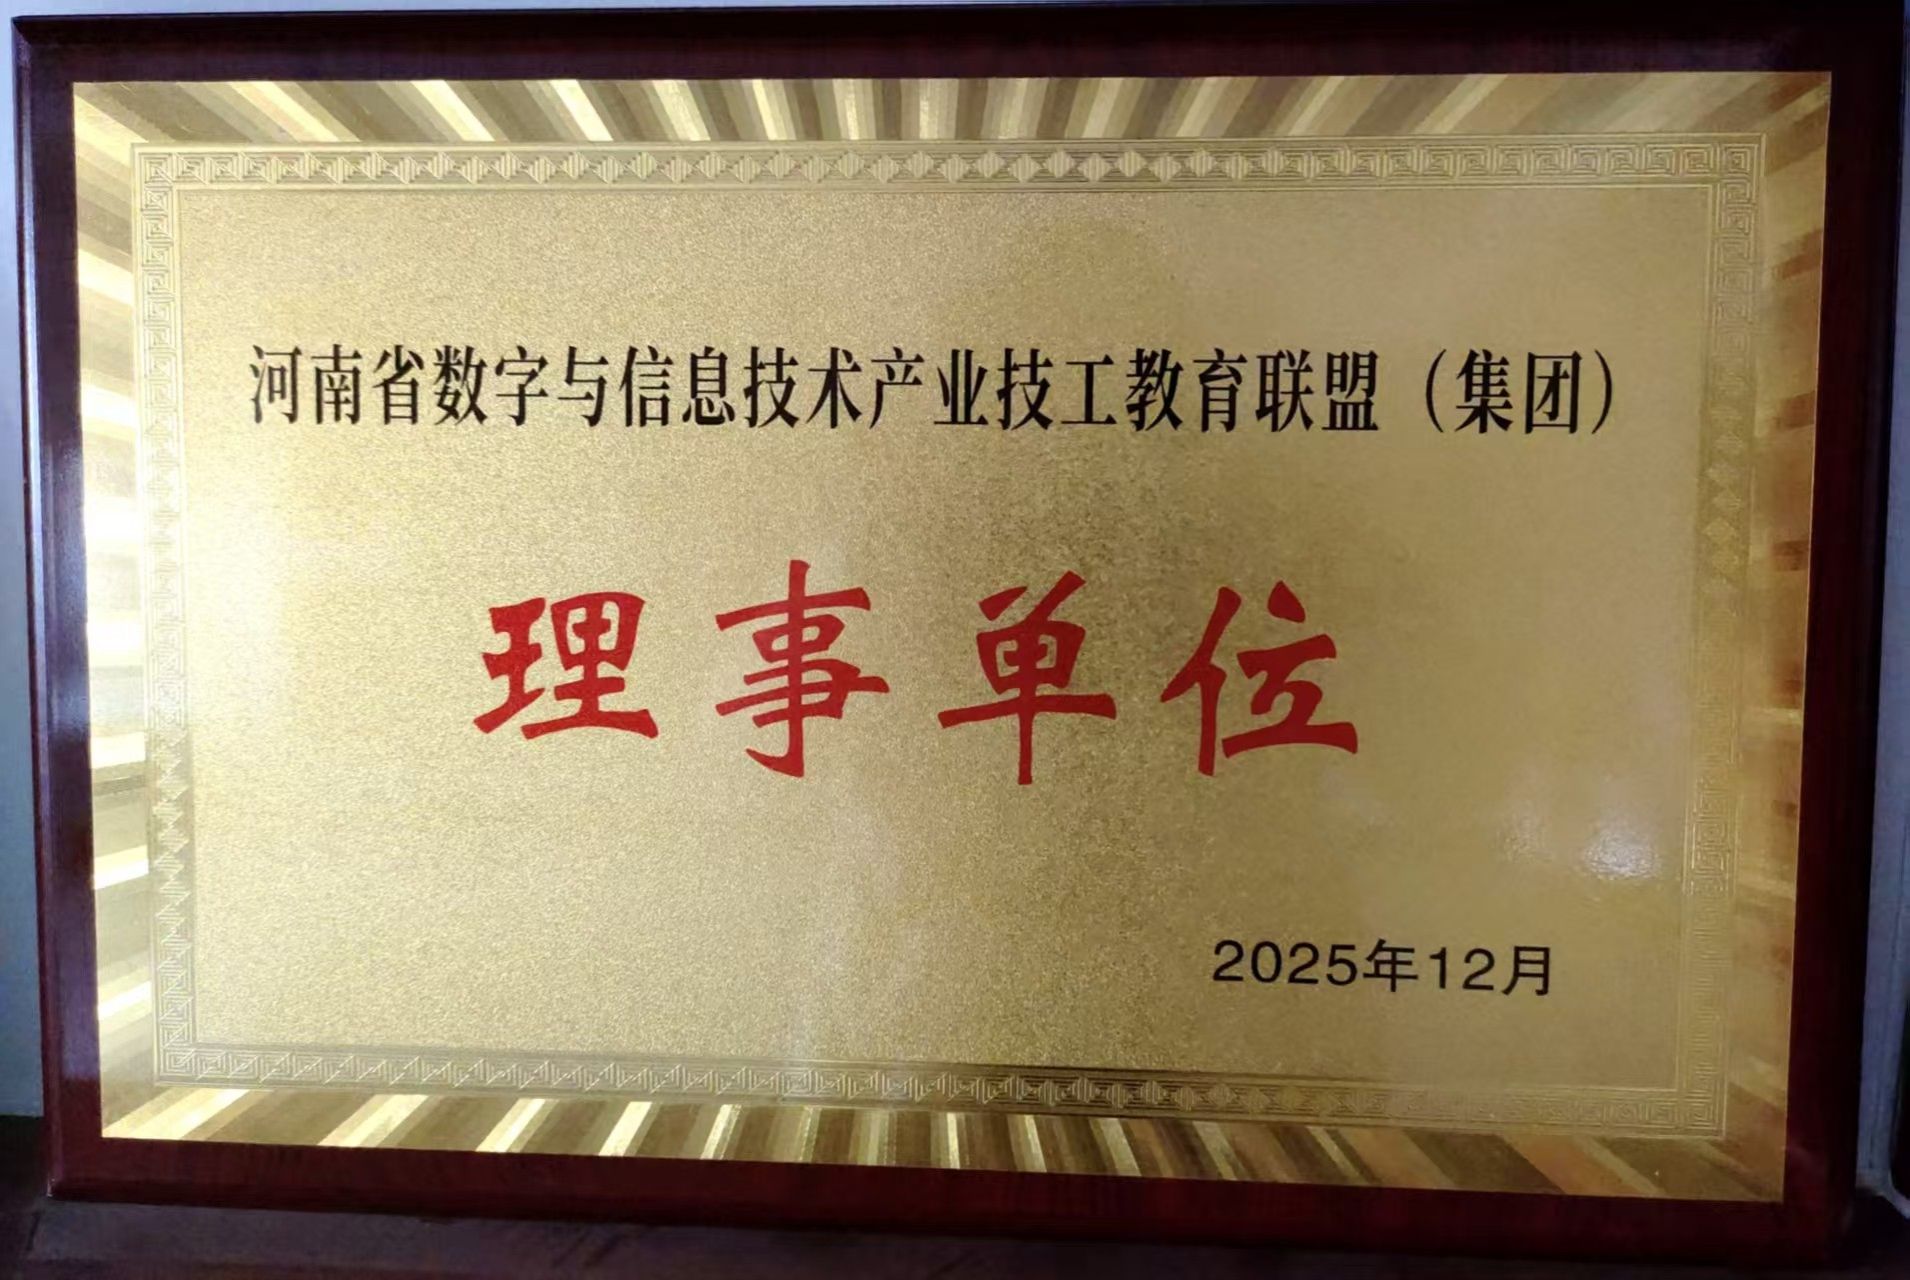 河南省数字与信息技术产业技工教育联盟（集团）
理事单位
2025年12月